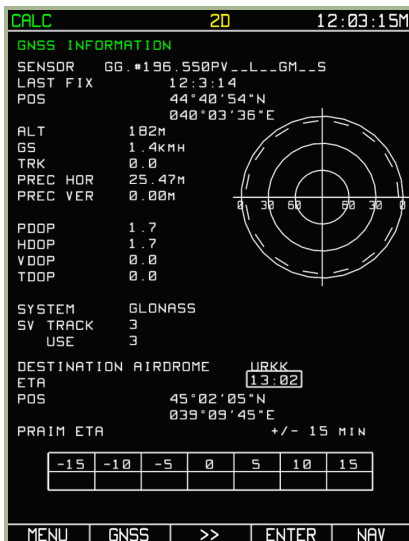 CALC 2D 12:03:15M
GNSS INFORMATION
SENSOR GG.#196.550PV__L__GM__S
LAST FIX 12:3:14
POS 44°40'54"N
040°03'36"E
ALT 182M
GS 1.4KMH
TRK 0.0
PREC HOR 25.47M
PREC VER 0.00M
0 30 60 60 30 0
PDOP 1.7
HDOP 1.7
VDOP 0.0
TDOP 0.0
SYSTEM GLONASS
SV TRACK 3
USE 3
DESTINATION AIRDROME URKK
ETA 13:02
POS 45°02'05"N
039°09'45"E
PRAIM ETA +/- 15 MIN
-15 -10 -5 0 5 10 15
MENU GNSS >> ENTER NAV